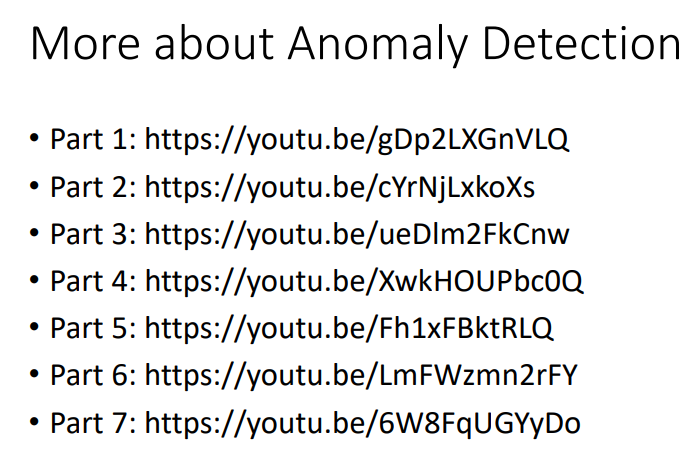 More about Anomaly Detection
• Part 1: https://youtu.be/gDp2LXGnVLQ
• Part 2: https://youtu.be/cYrNjLxkoXs
• Part 3: https://youtu.be/ueDlm2FkCnw
• Part 4: https://youtu.be/XwkHOUPbc0Q
• Part 5: https://youtu.be/Fh1xFBktRLQ
• Part 6: https://youtu.be/LmFWzmn2rFY
• Part 7: https://youtu.be/6W8FqUGYyDo